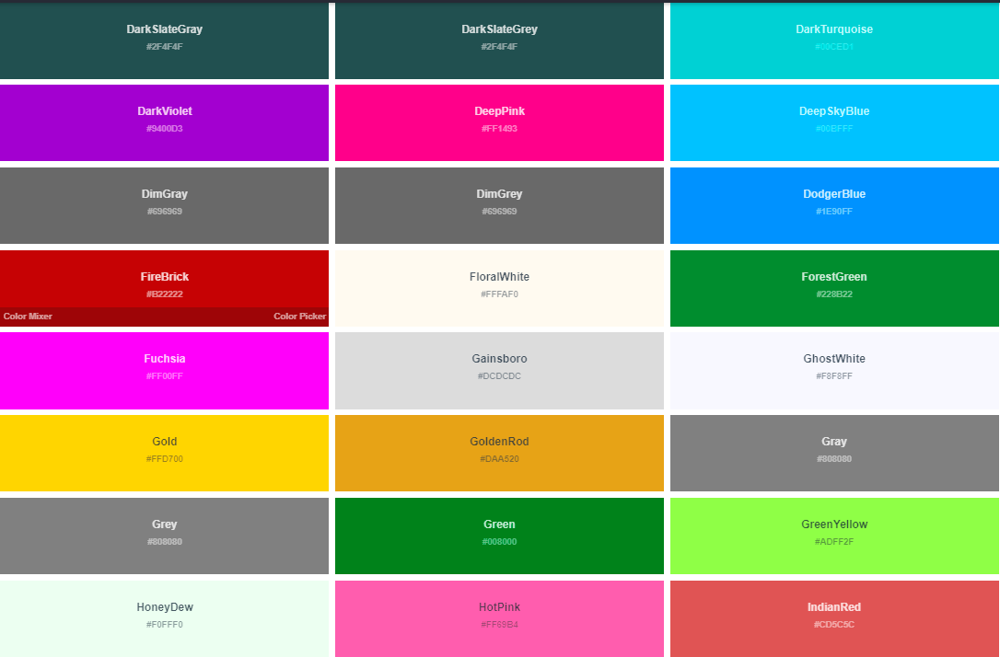 DarkSlateGray
#2F4F4F
DarkSlateGrey
#2F4F4F
DarkTurquoise
#00CED1
DarkViolet
#9400D3
DeepPink
#FF1493
DeepSkyBlue
#00BFFF
DimGray
#696969
DimGrey
#696969
DodgerBlue
#1E90FF
FireBrick
#B22222
Color Mixer
Color Picker
FloralWhite
#FFFAF0
ForestGreen
#228B22
Fuchsia
#FF00FF
Gainsboro
#DCDCDC
GhostWhite
#F8F8FF
Gold
#FFD700
GoldenRod
#DAA520
Gray
#808080
Grey
#808080
Green
#008000
GreenYellow
#ADFF2F
HoneyDew
#F0FFF0
HotPink
#FF69B4
IndianRed
#CD5C5C